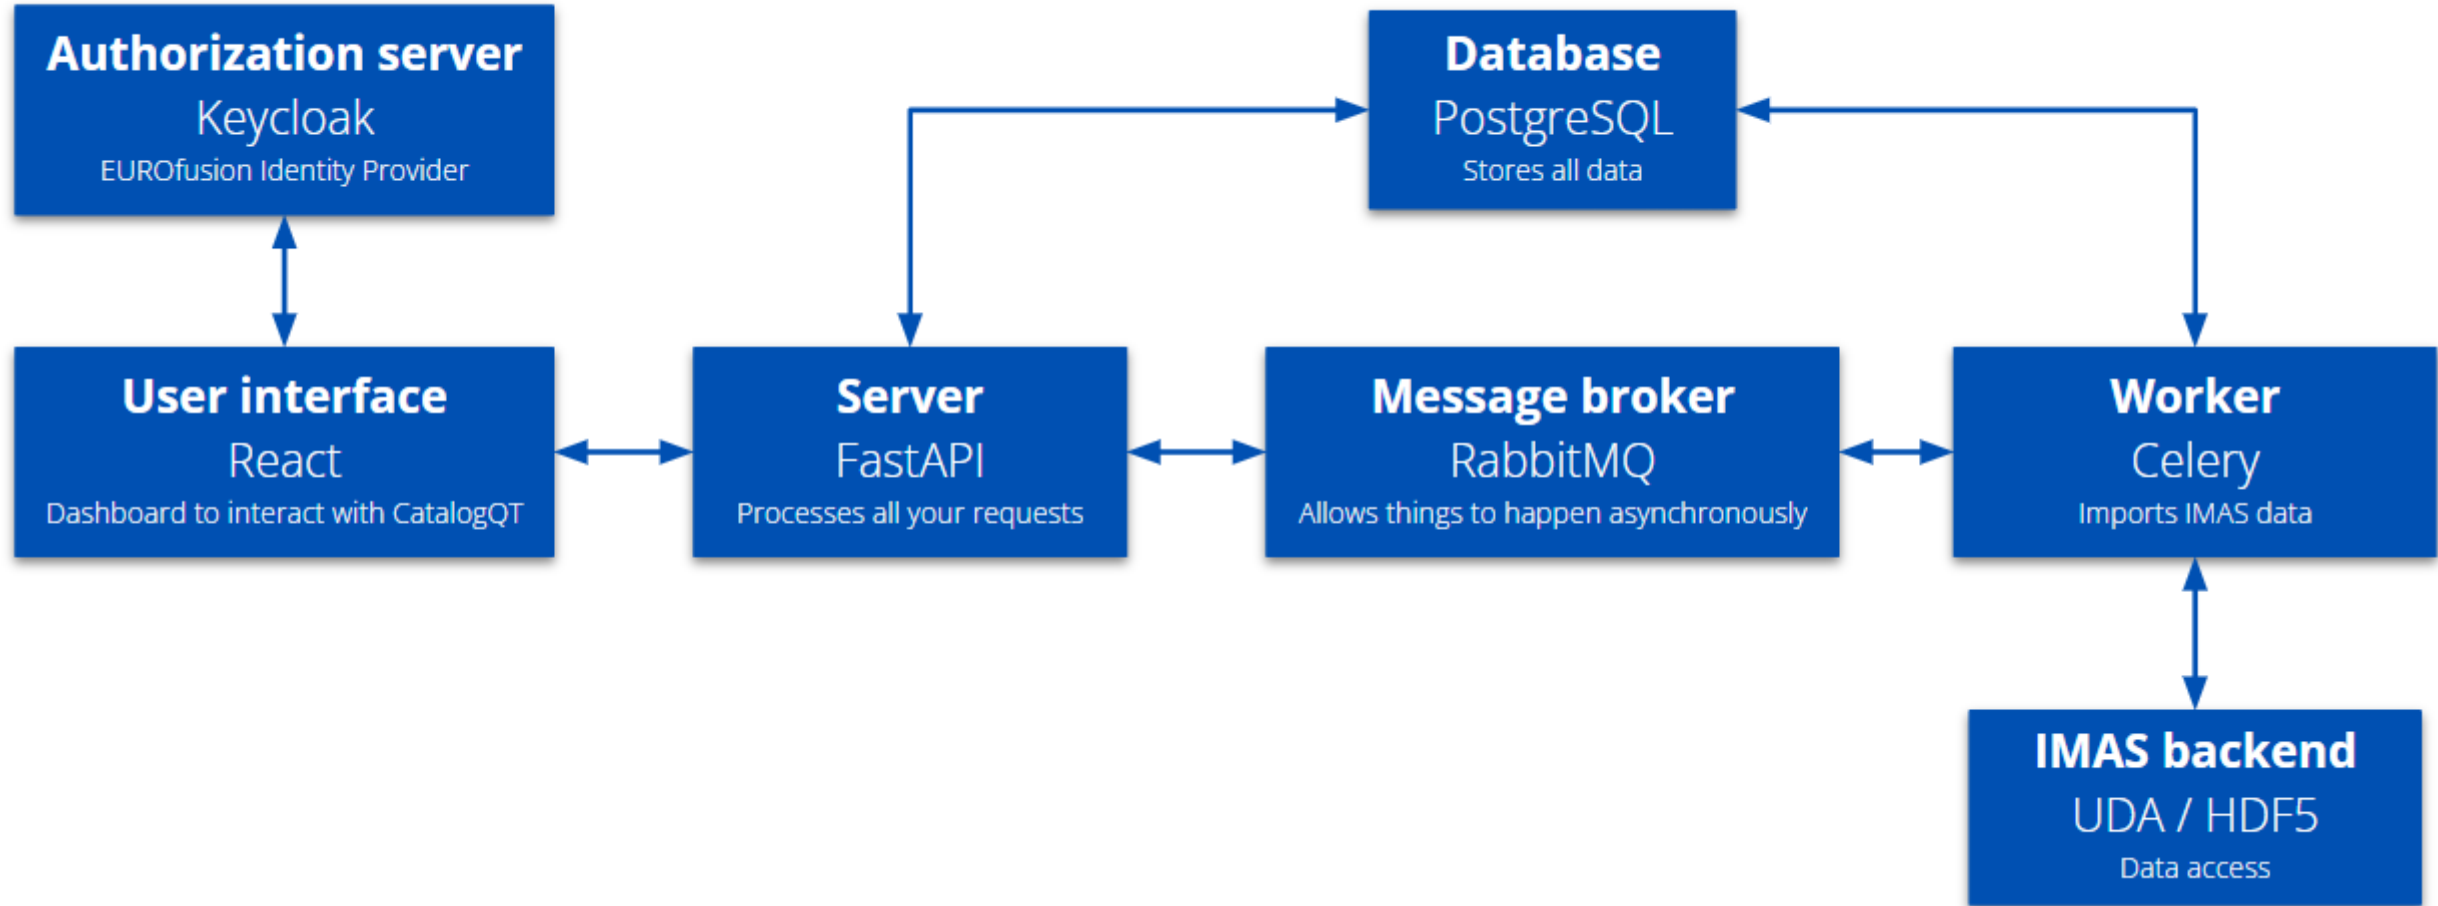 Authorization server
Keycloak
EUROfusion Identity Provider
Database
PostgreSQL
Stores all data
User interface
React
Dashboard to interact with CatalogQT
Server
FastAPI
Processes all your requests
Message broker
RabbitMQ
Allows things to happen asynchronously
Worker
Celery
Imports IMAS data
IMAS backend
UDA / HDF5
Data access